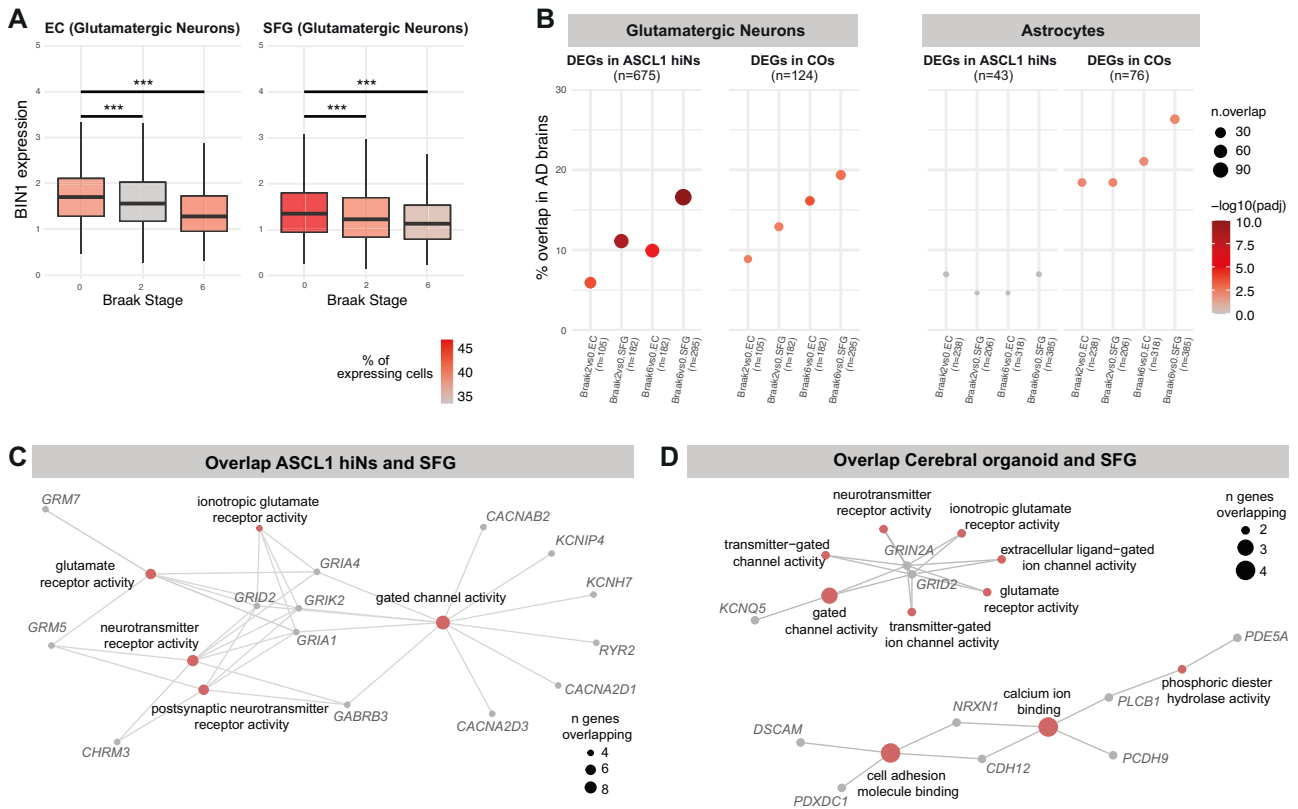 A
EC (Glutamatergic Neurons)
SFG (Glutamatergic Neurons)
BIN1 expression
5
4
3
2
1
0
***
***
0
2
6
Braak Stage
5
4
3
2
1
0
***
***
0
2
6
Braak Stage
% of
expressing cells
45
40
35
B
Glutamatergic Neurons
Astrocytes
DEGs in ASCL1 hiNs
(n=675)
DEGs in COs
(n=124)
DEGs in ASCL1 hiNs
(n=43)
DEGs in COs
(n=76)
% overlap in AD brains
30
20
10
0
Braak2vs0.EC
(n=105)
Braak2vs0.SFG
(n=182)
Braak6vs0.EC
(n=182)
Braak6vs0.SFG
(n=295)
Braak2vs0.EC
(n=105)
Braak2vs0.SFG
(n=182)
Braak6vs0.EC
(n=182)
Braak6vs0.SFG
(n=295)
Braak2vs0.EC
(n=238)
Braak2vs0.SFG
(n=206)
Braak6vs0.EC
(n=318)
Braak6vs0.SFG
(n=385)
Braak2vs0.EC
(n=238)
Braak2vs0.SFG
(n=206)
Braak6vs0.EC
(n=318)
Braak6vs0.SFG
(n=385)
n.overlap
30
60
90
−log10(padj)
10.0
7.5
5.0
2.5
0.0
C
Overlap ASCL1 hiNs and SFG
GRM7
ionotropic glutamate
receptor activity
CACNAB2
KCNIP4
glutamate
receptor activity
GRIA4
KCNH7
GRID2
GRIK2
gated channel activity
GRM5
neurotransmitter
receptor activity
GRIA1
RYR2
CACNA2D1
postsynaptic neurotransmitter
receptor activity
GABRB3
CACNA2D3
CHRM3
n genes
overlapping
4
6
8
D
Overlap Cerebral organoid and SFG
neurotransmitter
receptor activity
ionotropic glutamate
receptor activity
transmitter−gated
channel activity
GRIN2A
extracellular ligand−gated
ion channel activity
GRID2
KCNQ5
gated
channel activity
glutamate
receptor activity
transmitter-gated
ion channel activity
n genes
overlapping
2
3
4
PDE5A
phosphoric diester
hydrolase activity
calcium ion
binding
PLCB1
NRXN1
DSCAM
CDH12
PCDH9
cell adhesion
molecule binding
PDXDC1